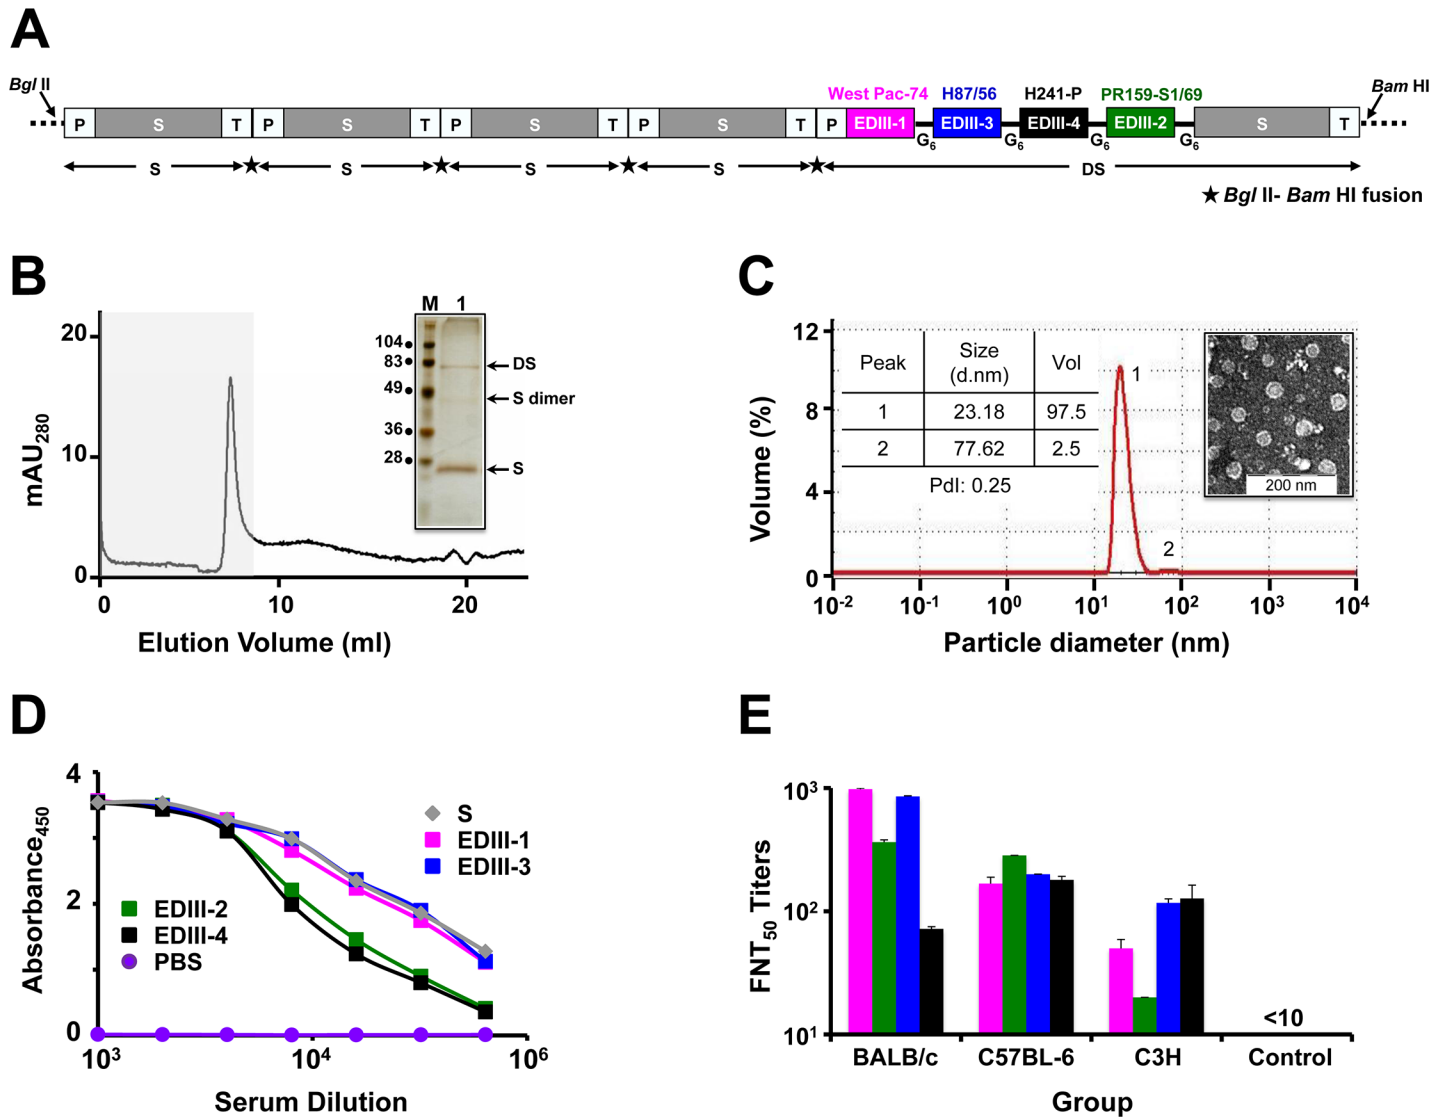 A
Bgl II
West Pac-74 H87/56 H241-P PR159-S1/69
Bam HI
P S T P S T P S T P S T P EDIII-1 EDIII-3 EDIII-4 EDIII-2 S T
G6 G6 G6 G6
S ★ S ★ S ★ S ★ DS
★ Bgl II- Bam HI fusion
B
mAU280
20
10
0
0 10 20
Elution Volume (ml)
M 1
104
83
49
36
28
DS
S dimer
S
C
Volume (%)
12
8
4
0
Peak Size (d.nm) Vol
1 23.18 97.5
2 77.62 2.5
PdI: 0.25
1
2
200 nm
10-2 10-1 100 101 102 103 104
Particle diameter (nm)
D
Absorbance450
4
2
0
S
EDIII-1
EDIII-3
EDIII-2
EDIII-4
PBS
103 104 106
Serum Dilution
E
FNT50 Titers
103
102
101
<10
BALB/c C57BL-6 C3H Control
Group